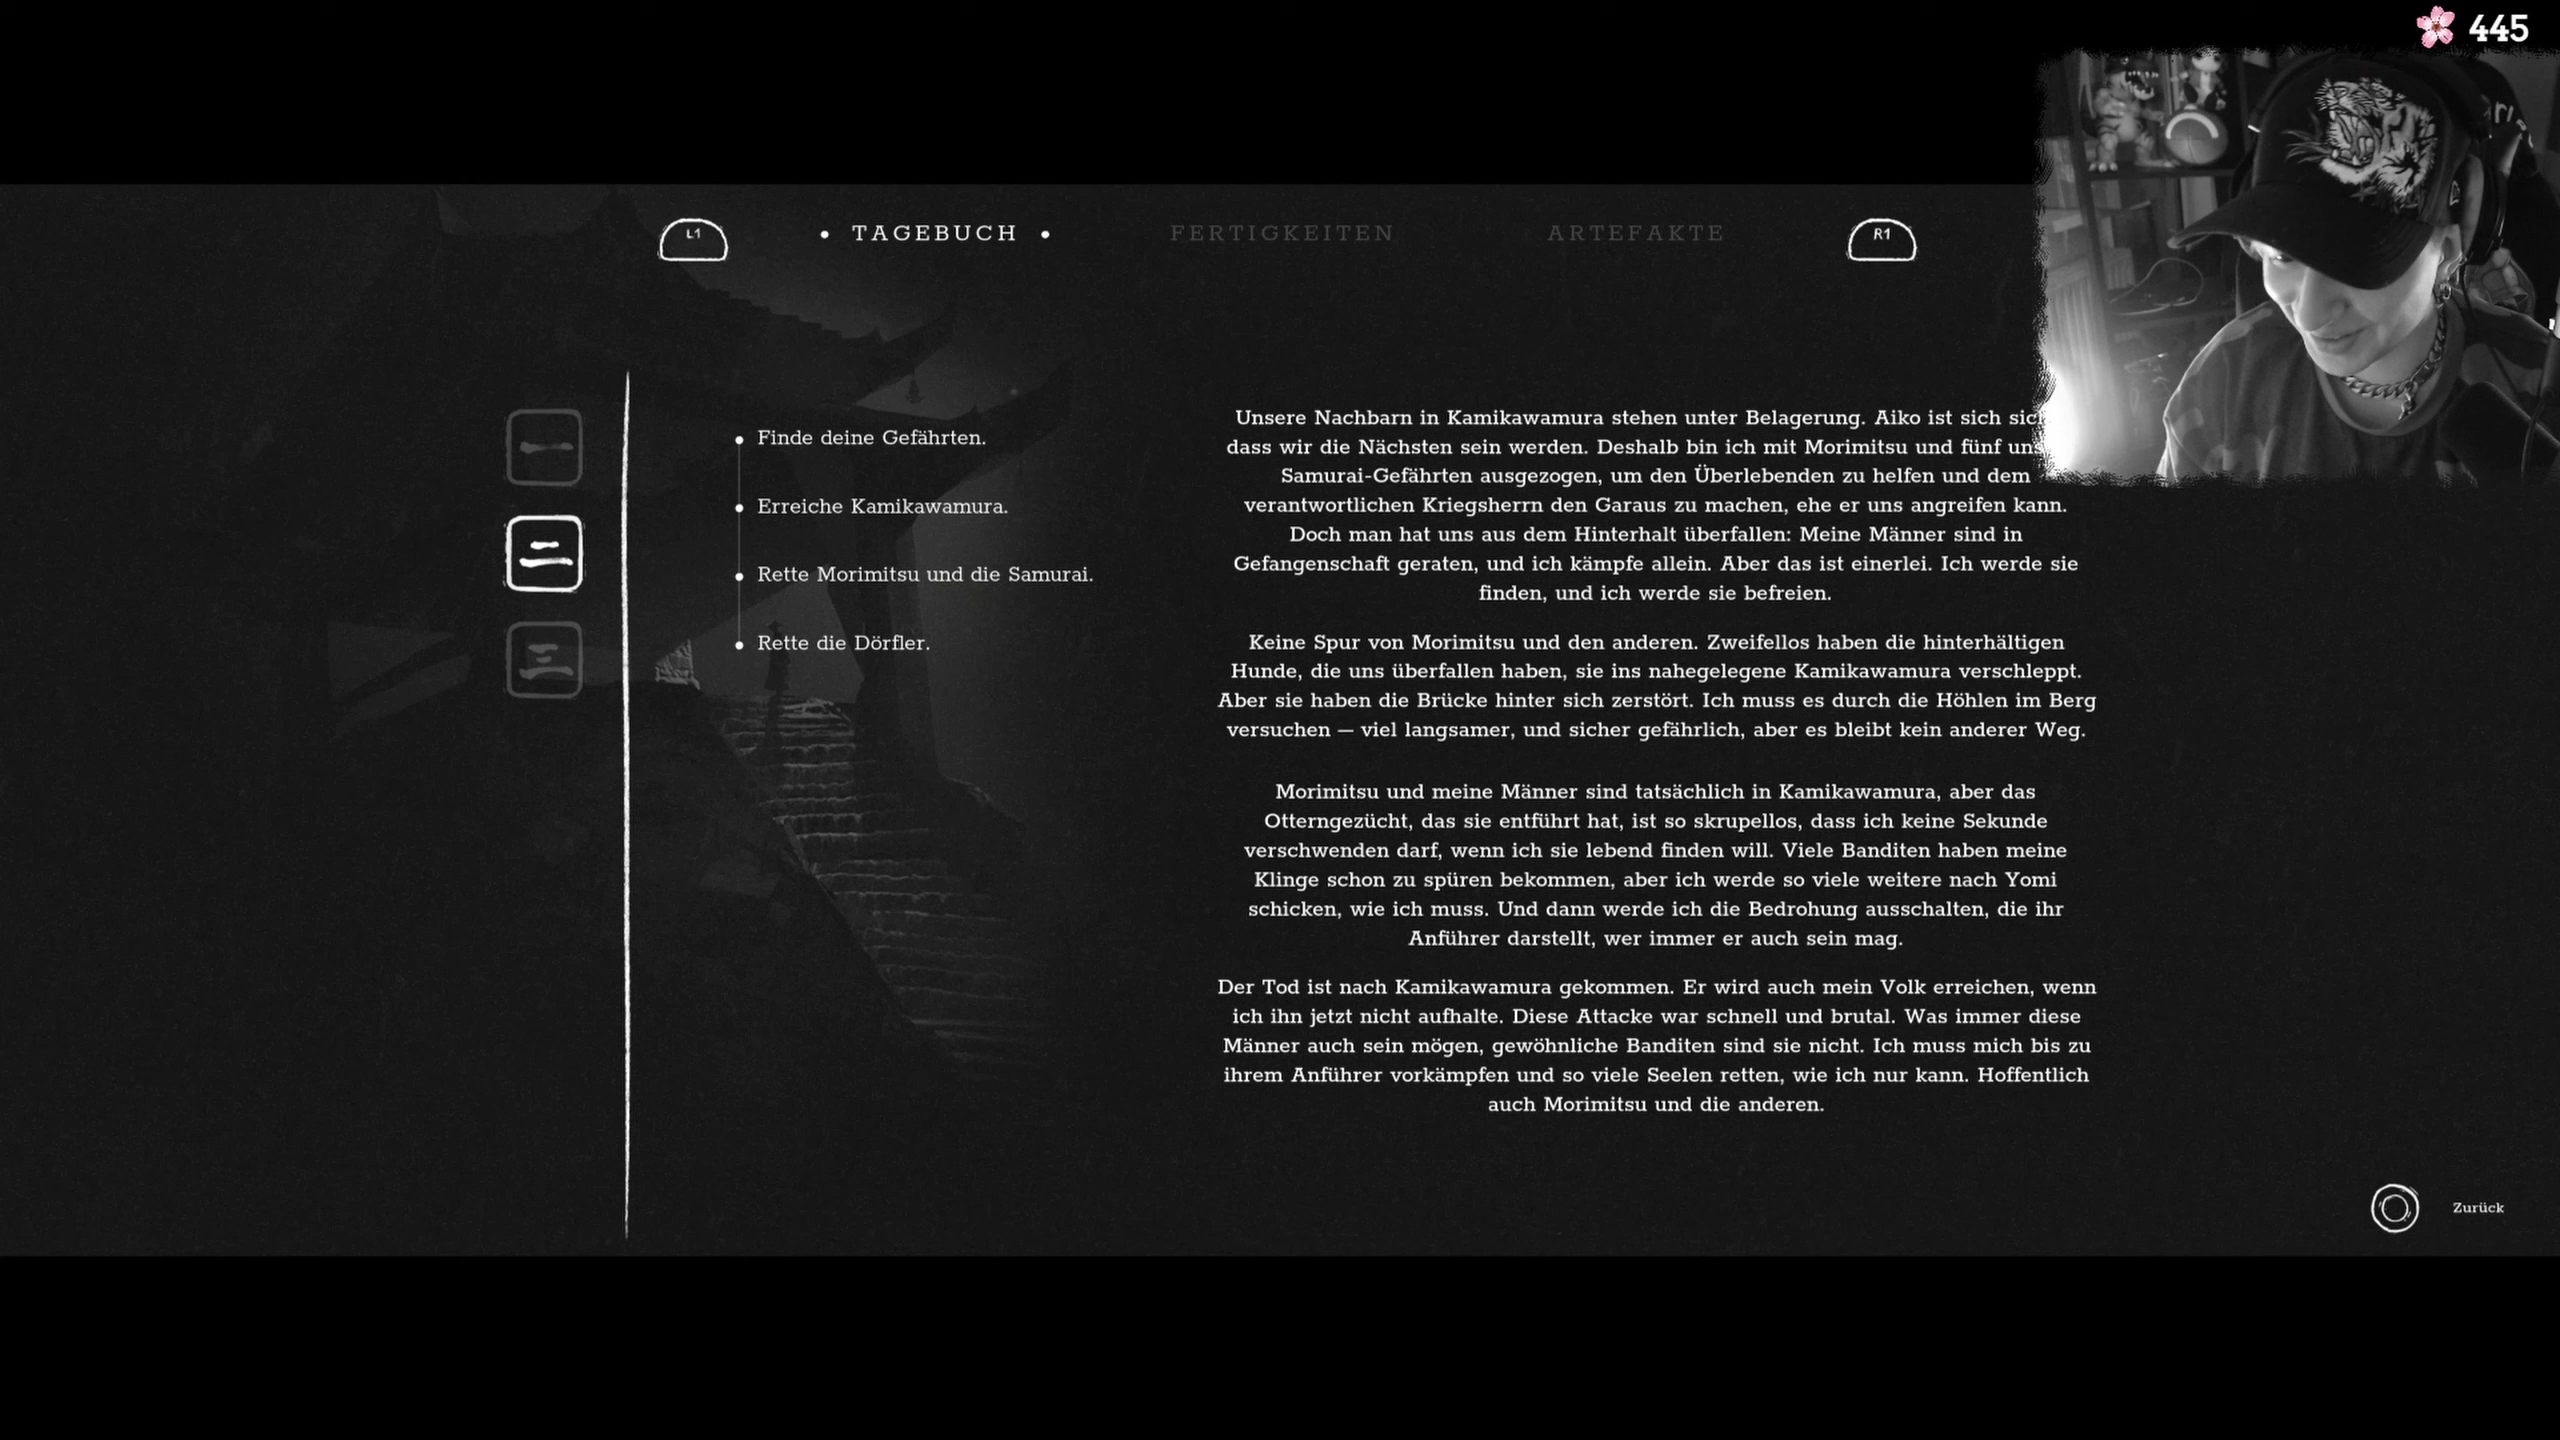 445
L1
• TAGEBUCH •
FERTIGKEITEN
ARTEFAKTE
R1
一
二
三
Finde deine Gefährten.
Erreiche Kamikawamura.
Rette Morimitsu und die Samurai.
Rette die Dörfler.
Unsere Nachbarn in Kamikawamura stehen unter Belagerung. Aiko ist sich
dass wir die Nächsten sein werden. Deshalb bin ich mit Morimitsu und fünf
Samurai-Gefährten ausgezogen, um den Überlebenden zu helfen und dem
verantwortlichen Kriegsherrn den Garaus zu machen, ehe er uns angreifen kann.
Doch man hat uns aus dem Hinterhalt überfallen: Meine Männer sind in
Gefangenschaft geraten, und ich kämpfe allein. Aber das ist einerlei. Ich werde sie
finden, und ich werde sie befreien.
Keine Spur von Morimitsu und den anderen. Zweifellos haben die hinterhältigen
Hunde, die uns überfallen haben, sie ins nahegelegene Kamikawamura verschleppt.
Aber sie haben die Brücke hinter sich zerstört. Ich muss es durch die Höhlen im Berg
versuchen — viel langsamer, und sicher gefährlich, aber es bleibt kein anderer Weg.
Morimitsu und meine Männer sind tatsächlich in Kamikawamura, aber das
Otterngezücht, das sie entführt hat, ist so skrupellos, dass ich keine Sekunde
verschwenden darf, wenn ich sie lebend finden will. Viele Banditen haben meine
Klinge schon zu spüren bekommen, aber ich werde so viele weitere nach Yomi
schicken, wie ich muss. Und dann werde ich die Bedrohung ausschalten, die ihr
Anführer darstellt, wer immer er auch sein mag.
Der Tod ist nach Kamikawamura gekommen. Er wird auch mein Volk erreichen, wenn
ich ihn jetzt nicht aufhalte. Diese Attacke war schnell und brutal. Was immer diese
Männer auch sein mögen, gewöhnliche Banditen sind sie nicht. Ich muss mich bis zu
ihrem Anführer vorkämpfen und so viele Seelen retten, wie ich nur kann. Hoffentlich
auch Morimitsu und die anderen.
Zurück